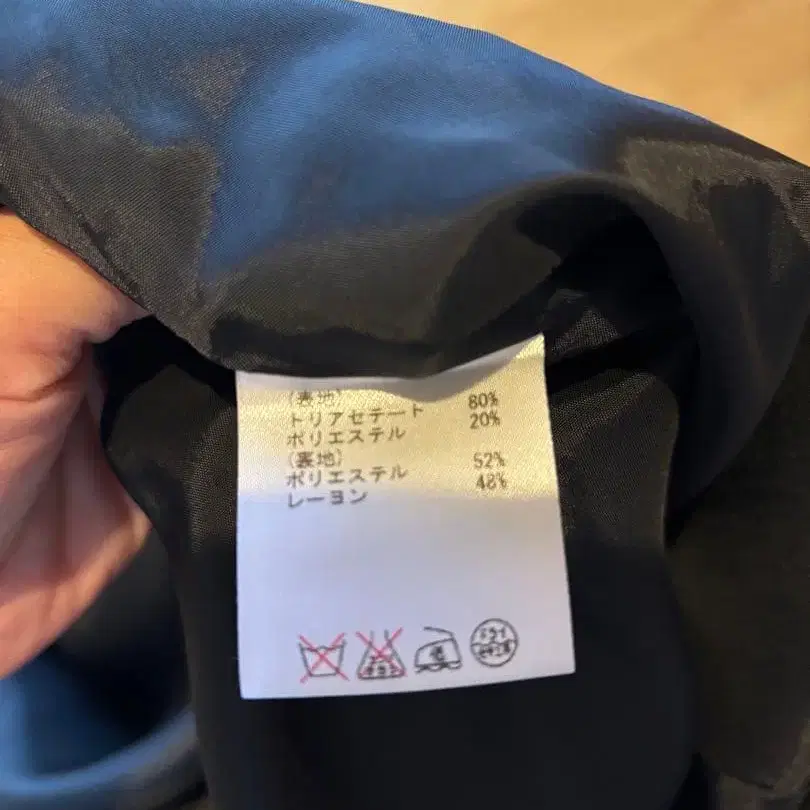 (表地)
トリアセテート 80%
ポリエステル 20%
(裏地)
ポリエステル 52%
レーヨン 48%